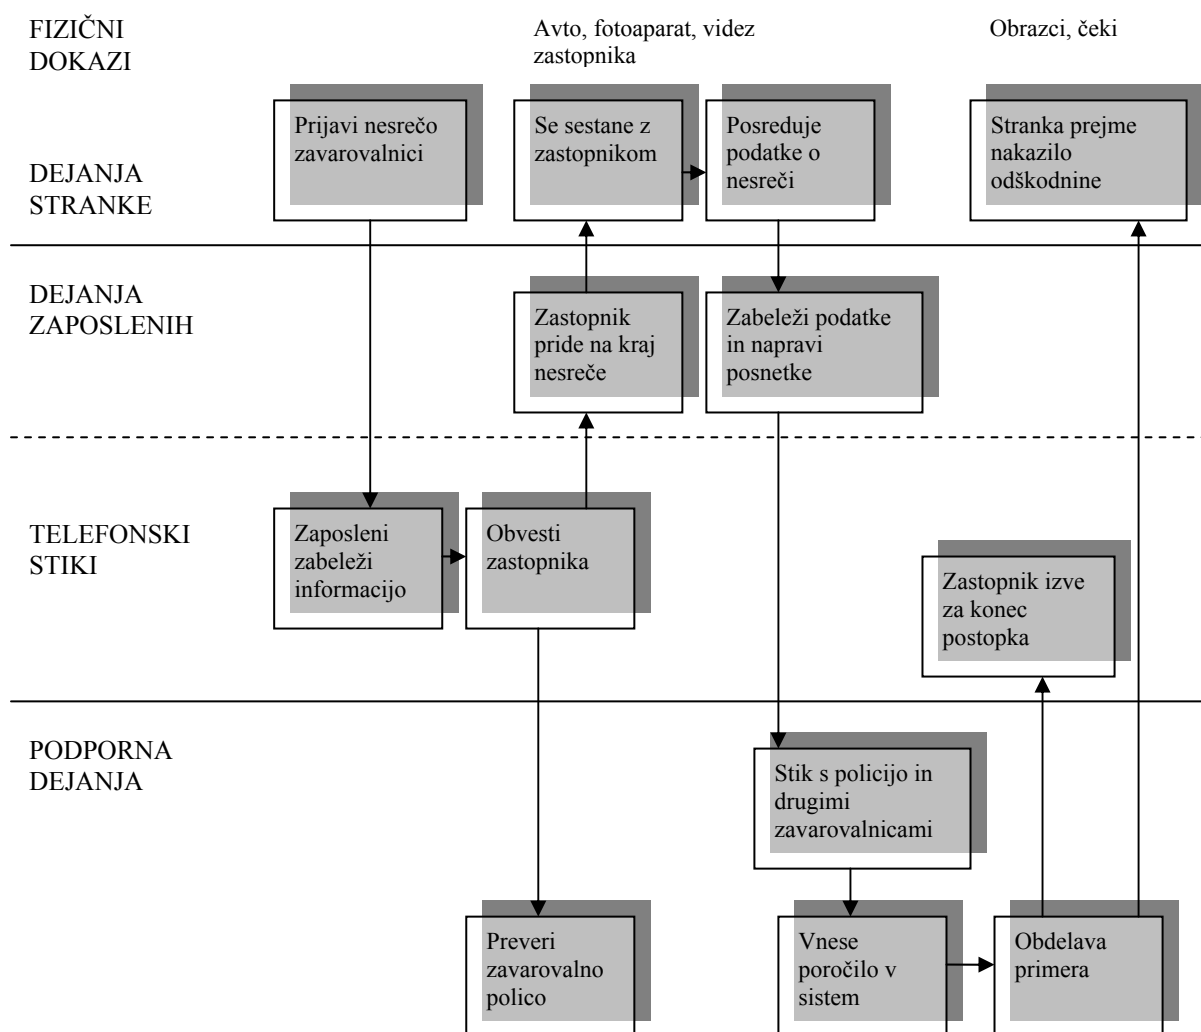 FIZIČNI
DOKAZI
Avto, fotoaparat, videz
zastopnika
Obrazci, čeki
DEJANJA
STRANKE
Prijavi nesrečo
zavarovalnici
Se sestane z
zastopnikom
Posreduje
podatke o
nesreči
Stranka prejme
nakazilo
odškodnine
DEJANJA
ZAPOSLENIH
Zastopnik
pride na kraj
nesreče
Zabeleži podatke
in napravi
posnetke
TELEFONSKI
STIKI
Zaposleni
zabeleži
informacijo
Obvesti
zastopnika
Zastopnik izve
za konec
postopka
PODPORNA
DEJANJA
Stik s policijo in
drugimi
zavarovalnicami
Preveri
zavarovalno
polico
Vnese
poročilo v
sistem
Obdelava
primera